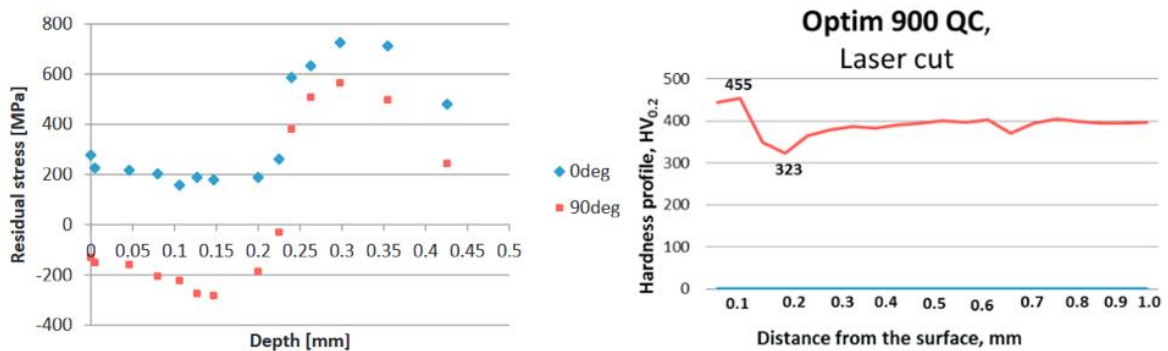 800
600
400
200
0
-200
-400
Residual stress [MPa]
0 0.05 0.1 0.15 0.2 0.25 0.3 0.35 0.4 0.45 0.5
Depth [mm]
0deg
90deg
Optim 900 QC,
Laser cut
500
400
300
200
100
0
Hardness profile, HV0.2
455
323
0.1 0.2 0.3 0.4 0.5 0.6 0.7 0.8 0.9 1.0
Distance from the surface, mm